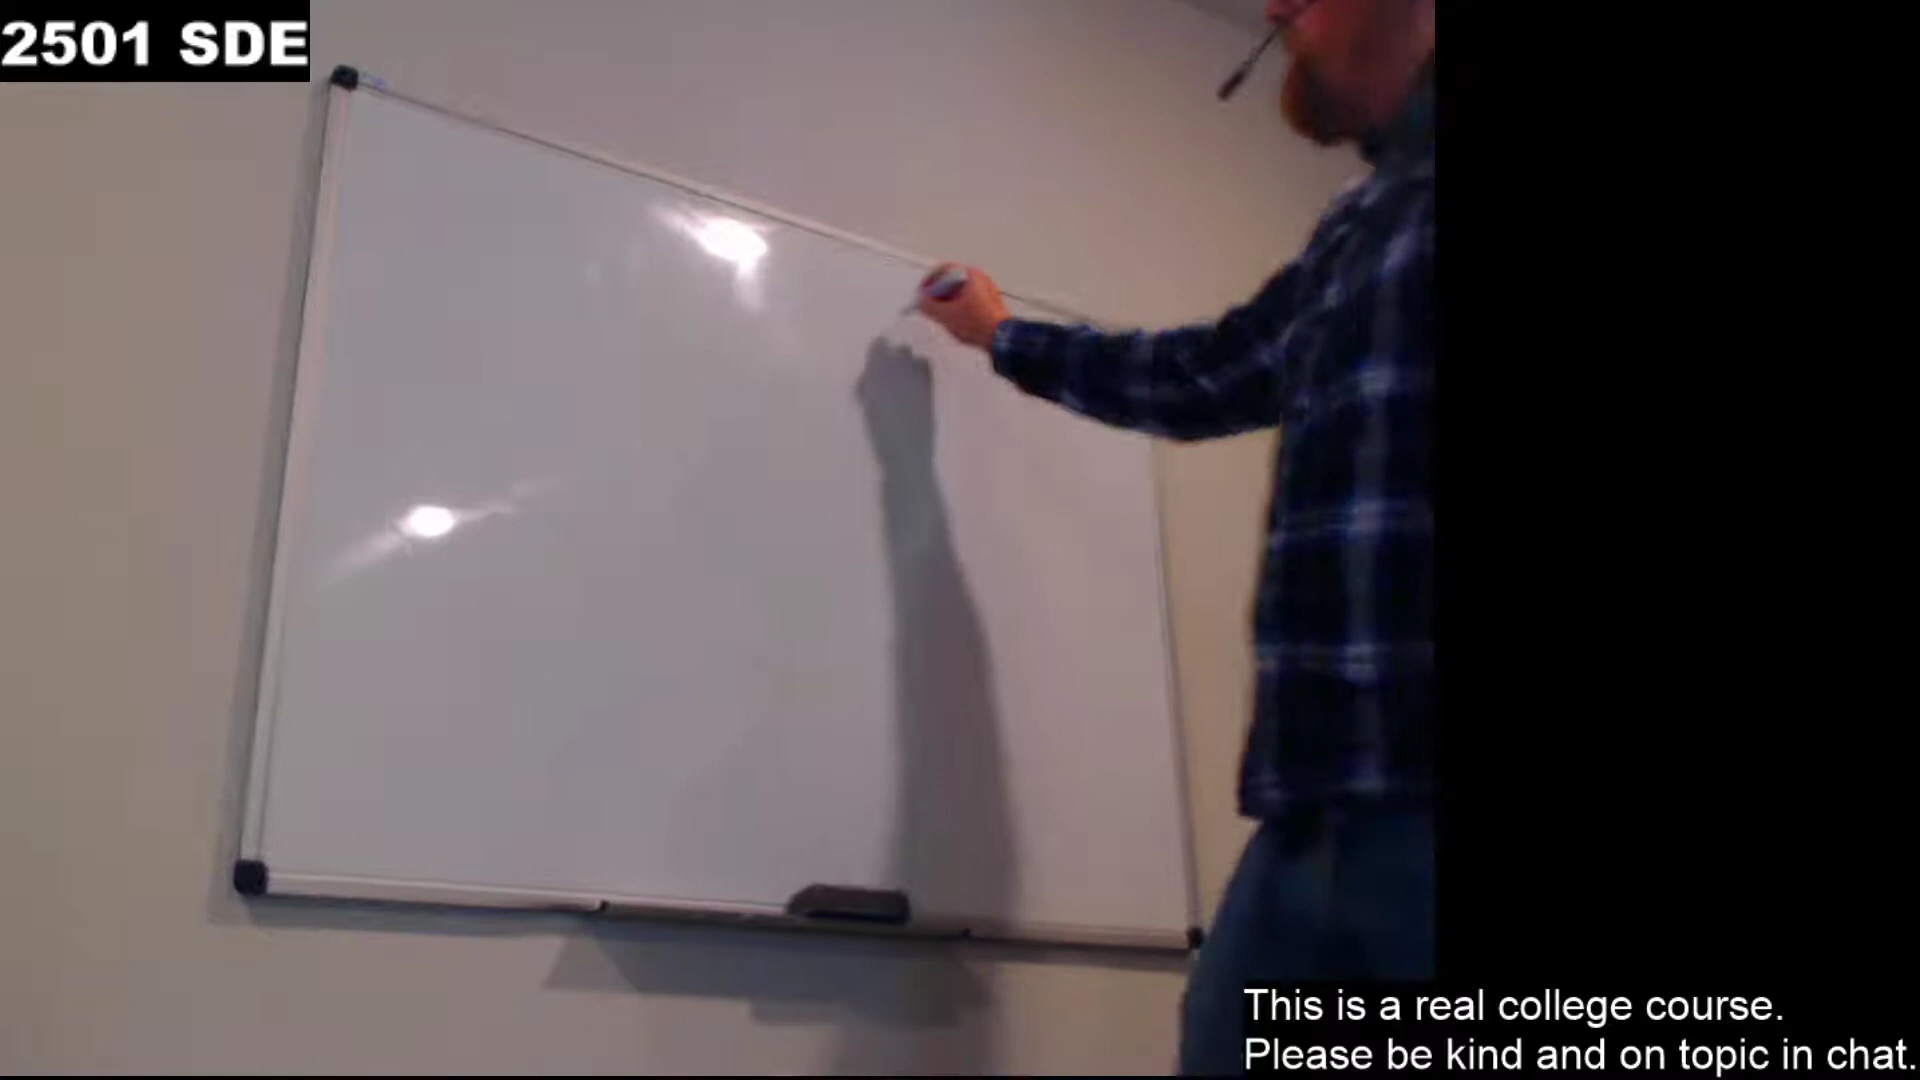 2501 SDE
This is a real college course.
Please be kind and on topic in chat.